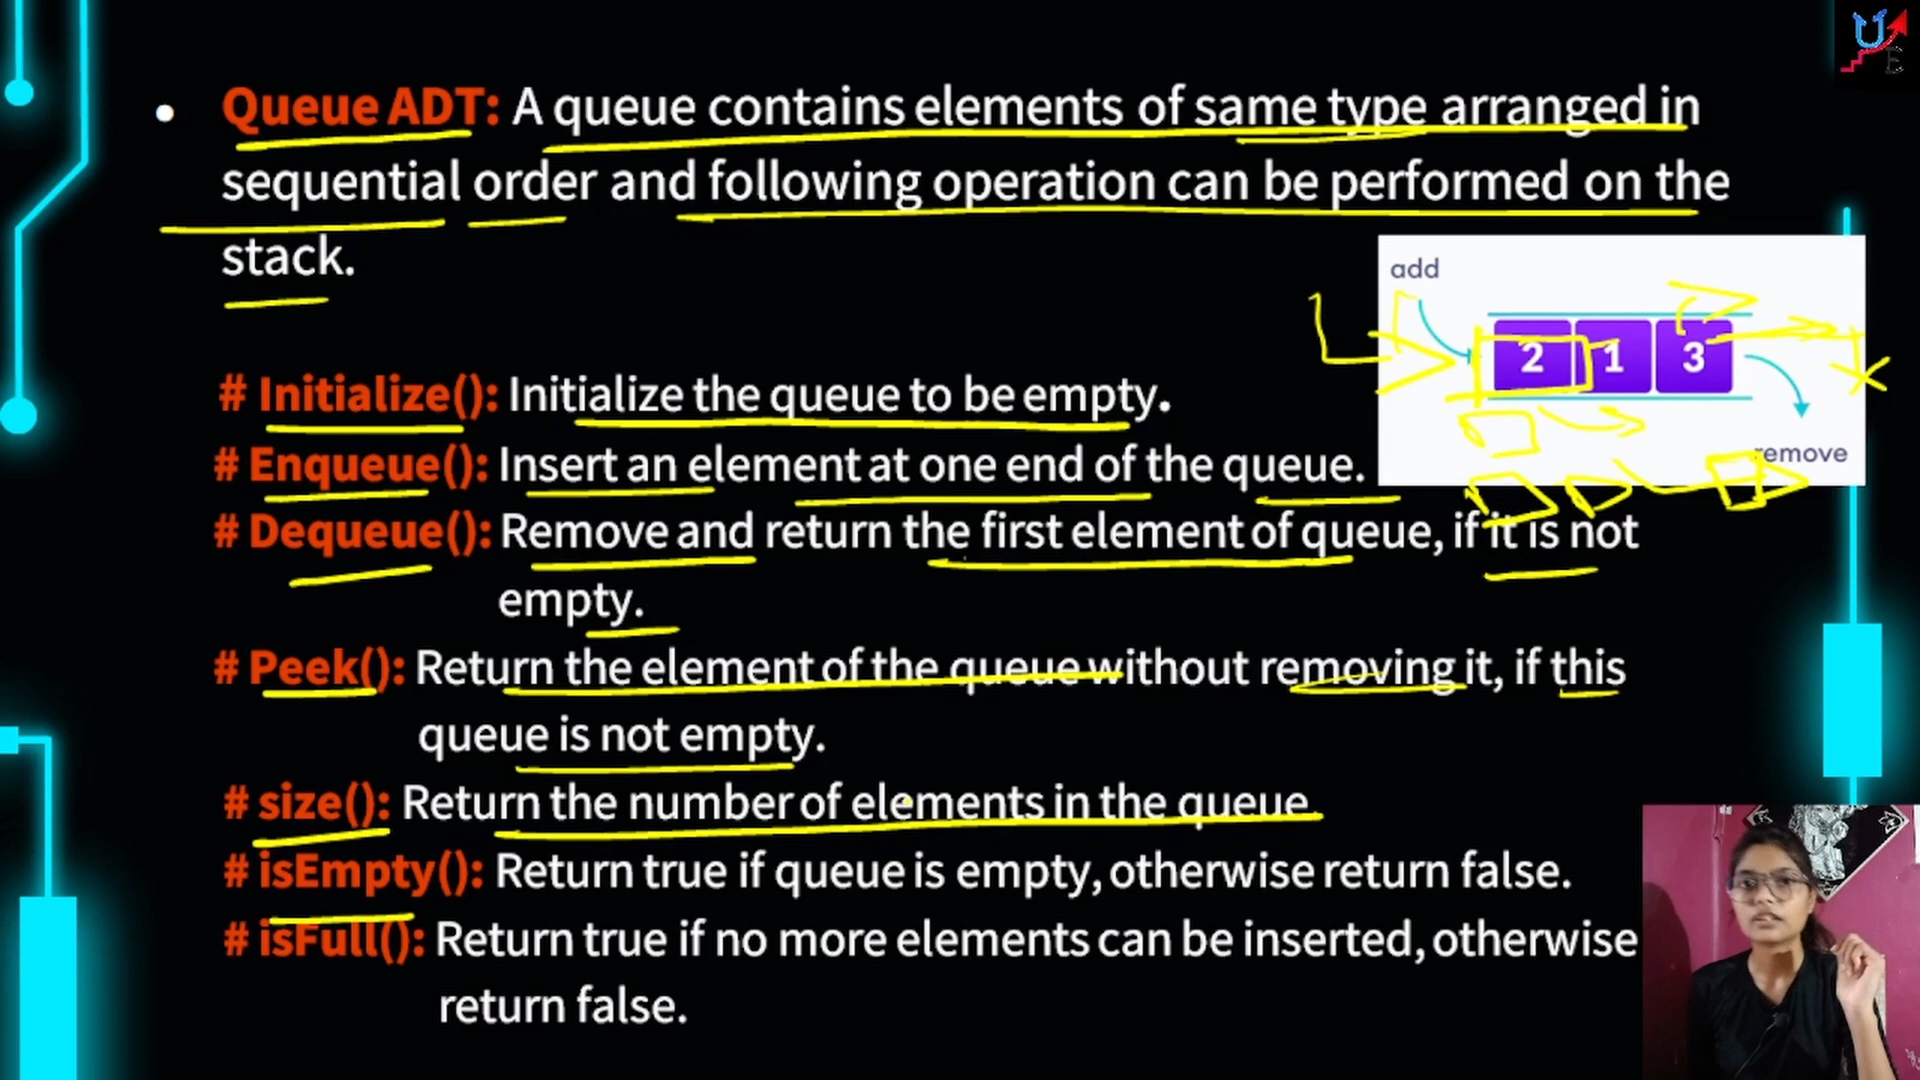 UE
• Queue ADT: A queue contains elements of same type arranged in
sequential order and following operation can be performed on the
stack.
add
2 1 3
remove
# Initialize(): Initialize the queue to be empty.
# Enqueue(): Insert an element at one end of the queue.
# Dequeue(): Remove and return the first element of queue, if it is not
empty.
# Peek(): Return the element of the queue without removing it, if this
queue is not empty.
# size(): Return the number of elements in the queue.
# isEmpty(): Return true if queue is empty, otherwise return false.
# isFull(): Return true if no more elements can be inserted, otherwise
return false.